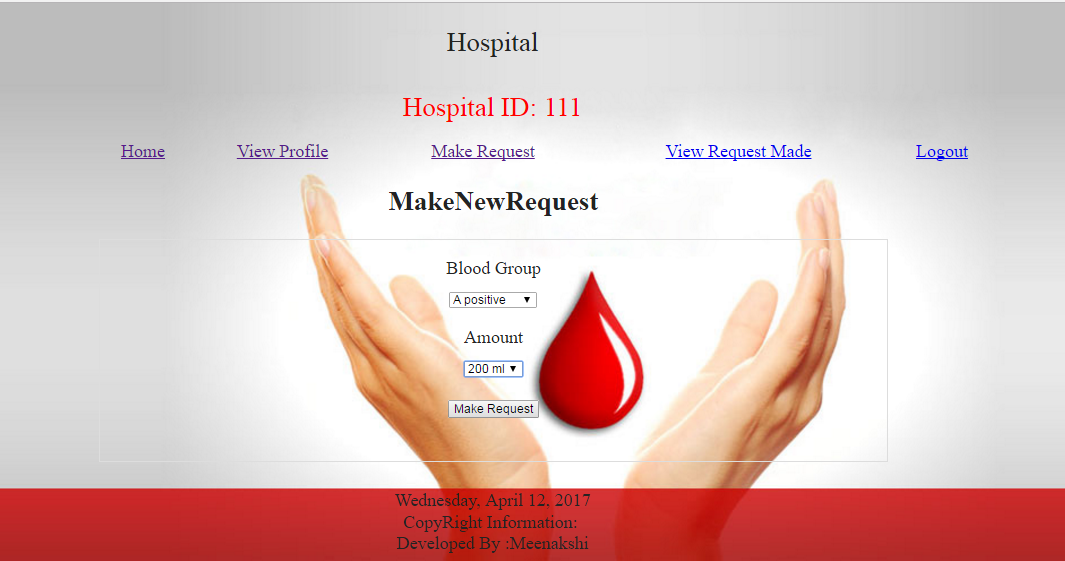 Hospital
Hospital ID: 111
Home View Profile Make Request View Request Made Logout
MakeNewRequest
Blood Group
A positive
Amount
200 ml
Make Request
Wednesday, April 12, 2017
CopyRight Information:
Developed By :Meenakshi